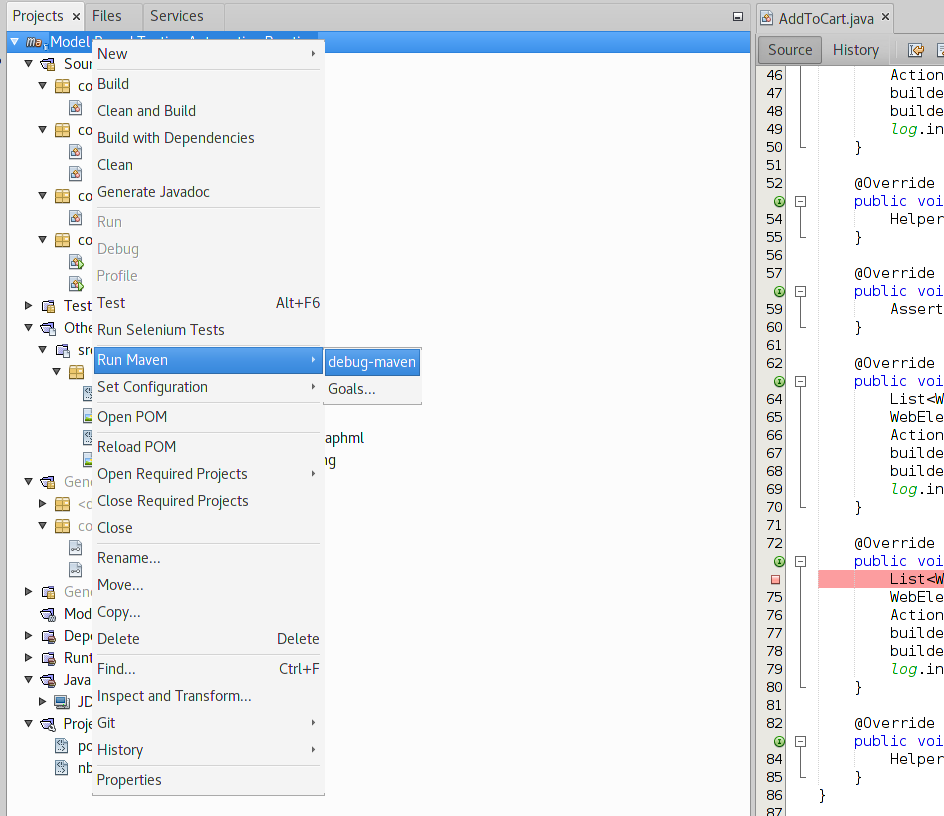 Projects
Files
Services
ma
Model Based Testing
New
Sour
Build
co
Clean and Build
co
Build with Dependencies
Clean
Generate Javadoc
co
Run
co
Debug
Profile
Test
Test Alt+F6
Othe
Run Selenium Tests
src
Run Maven
debug-maven
Set Configuration
Goals...
Open POM
aphml
Reload POM
ng
Open Required Projects
Gene
Close Required Projects
<d
co
Close
Rename...
Move...
Gene
Copy...
Mod
Delete Delete
Depe
Runt
Find... Ctrl+F
Java
Inspect and Transform...
JD
Git
Proje
History
po
nb
Properties
AddToCart.java
Source
History
46 Action
47 builde
48 builde
49 log.in
50 }
51
52 @Override
public voi
54 Helper
55 }
56
57 @Override
public voi
59 Assert
60 }
61
62 @Override
public voi
64 List<W
65 WebEle
66 Action
67 builde
68 builde
69 log.in
70 }
71
72 @Override
public voi
List<W
75 WebEle
76 Action
77 builde
78 builde
79 log.in
80 }
81
82 @Override
public voi
84 Helper
85 }
86 }
87